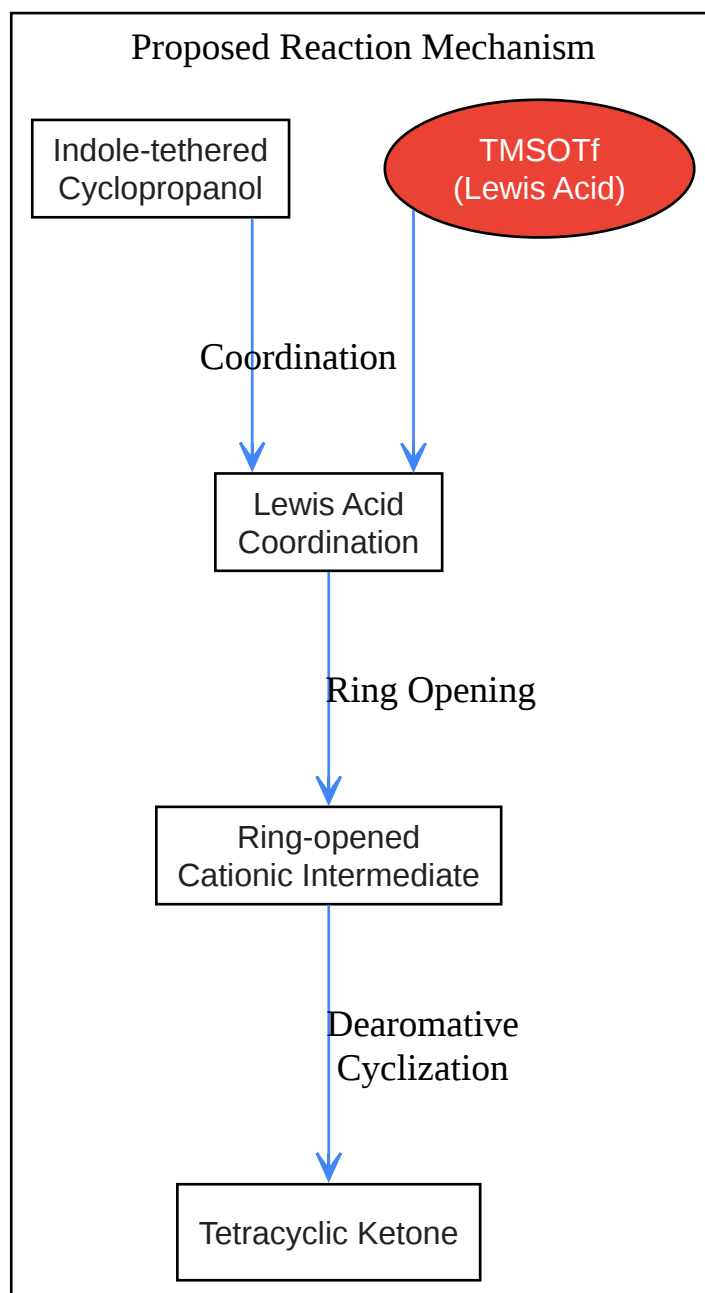 Proposed Reaction Mechanism
Indole-tethered
Cyclopropanol
TMSOTf
(Lewis Acid)
Coordination
Lewis Acid
Coordination
Ring Opening
Ring-opened
Cationic Intermediate
Dearomative
Cyclization
Tetracyclic Ketone